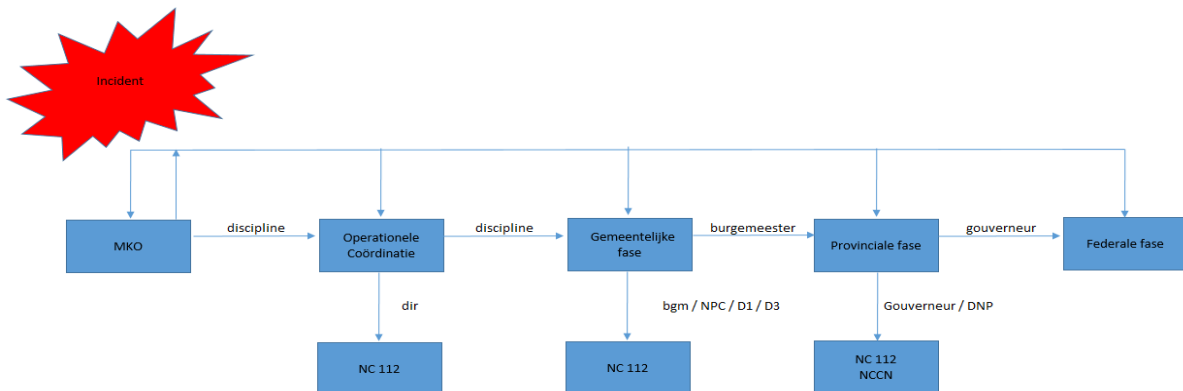 Incident
MKO
discipline
Operationele
Coördinatie
discipline
Gemeentelijke
fase
burgemeester
Provinciale fase
gouverneur
Federale fase
dir
bgm / NPC / D1 / D3
Gouverneur / DNP
NC 112
NC 112
NC 112
NCCN